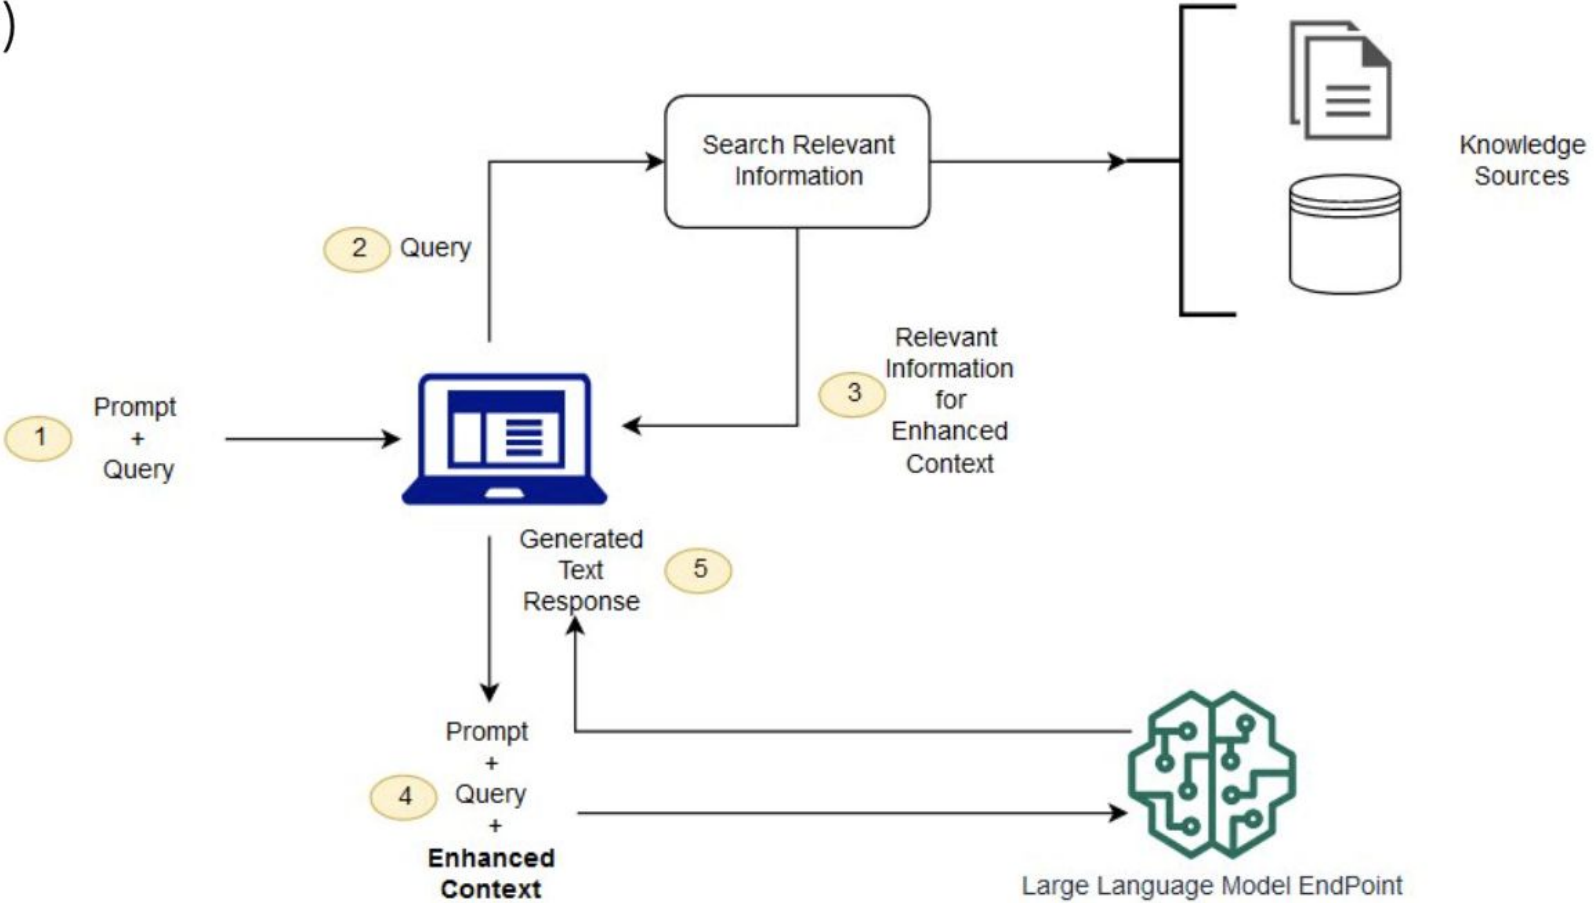 )
Search Relevant
Information
Knowledge
Sources
2 Query
Relevant
Information
for
Enhanced
Context
3
1
Prompt
+
Query
Generated
Text
Response
5
Prompt
+
4 Query
+
Enhanced
Context
Large Language Model EndPoint